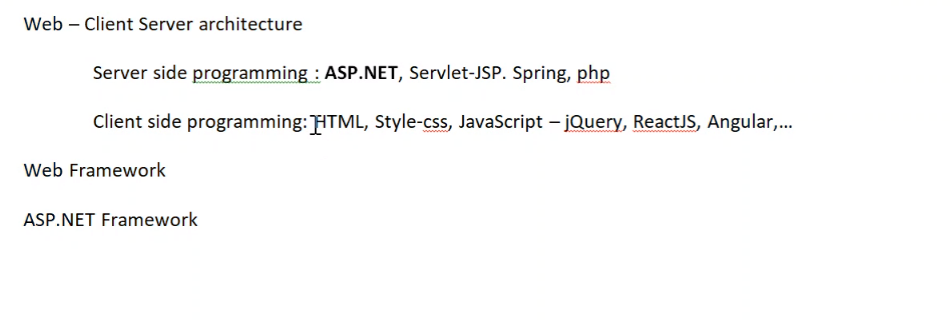 Web – Client Server architecture
Server side programming : ASP.NET, Servlet-JSP. Spring, php
Client side programming: HTML, Style-css, JavaScript – jQuery, ReactJS, Angular,...
Web Framework
ASP.NET Framework